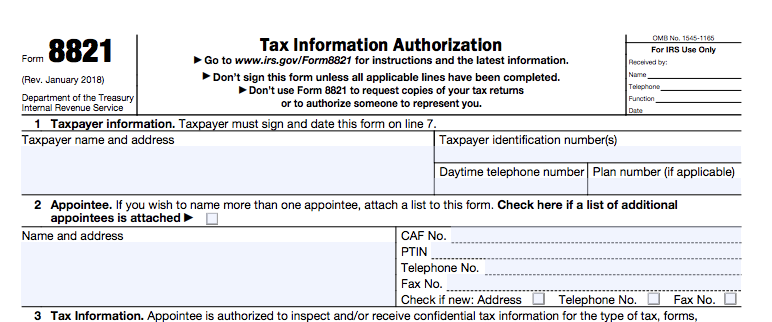 Form 8821
(Rev. January 2018)
Department of the Treasury
Internal Revenue Service
Tax Information Authorization
▶ Go to www.irs.gov/Form8821 for instructions and the latest information.
▶ Don't sign this form unless all applicable lines have been completed.
▶ Don't use Form 8821 to request copies of your tax returns
or to authorize someone to represent you.
OMB No. 1545-1165
For IRS Use Only
Received by:
Name
Telephone
Function
Date
1 Taxpayer information. Taxpayer must sign and date this form on line 7.
Taxpayer name and address
Taxpayer identification number(s)
Daytime telephone number
Plan number (if applicable)
2 Appointee. If you wish to name more than one appointee, attach a list to this form. Check here if a list of additional
appointees is attached ▶
Name and address
CAF No.
PTIN
Telephone No.
Fax No.
Check if new: Address Telephone No. Fax No.
3 Tax Information. Appointee is authorized to inspect and/or receive confidential tax information for the type of tax, forms,